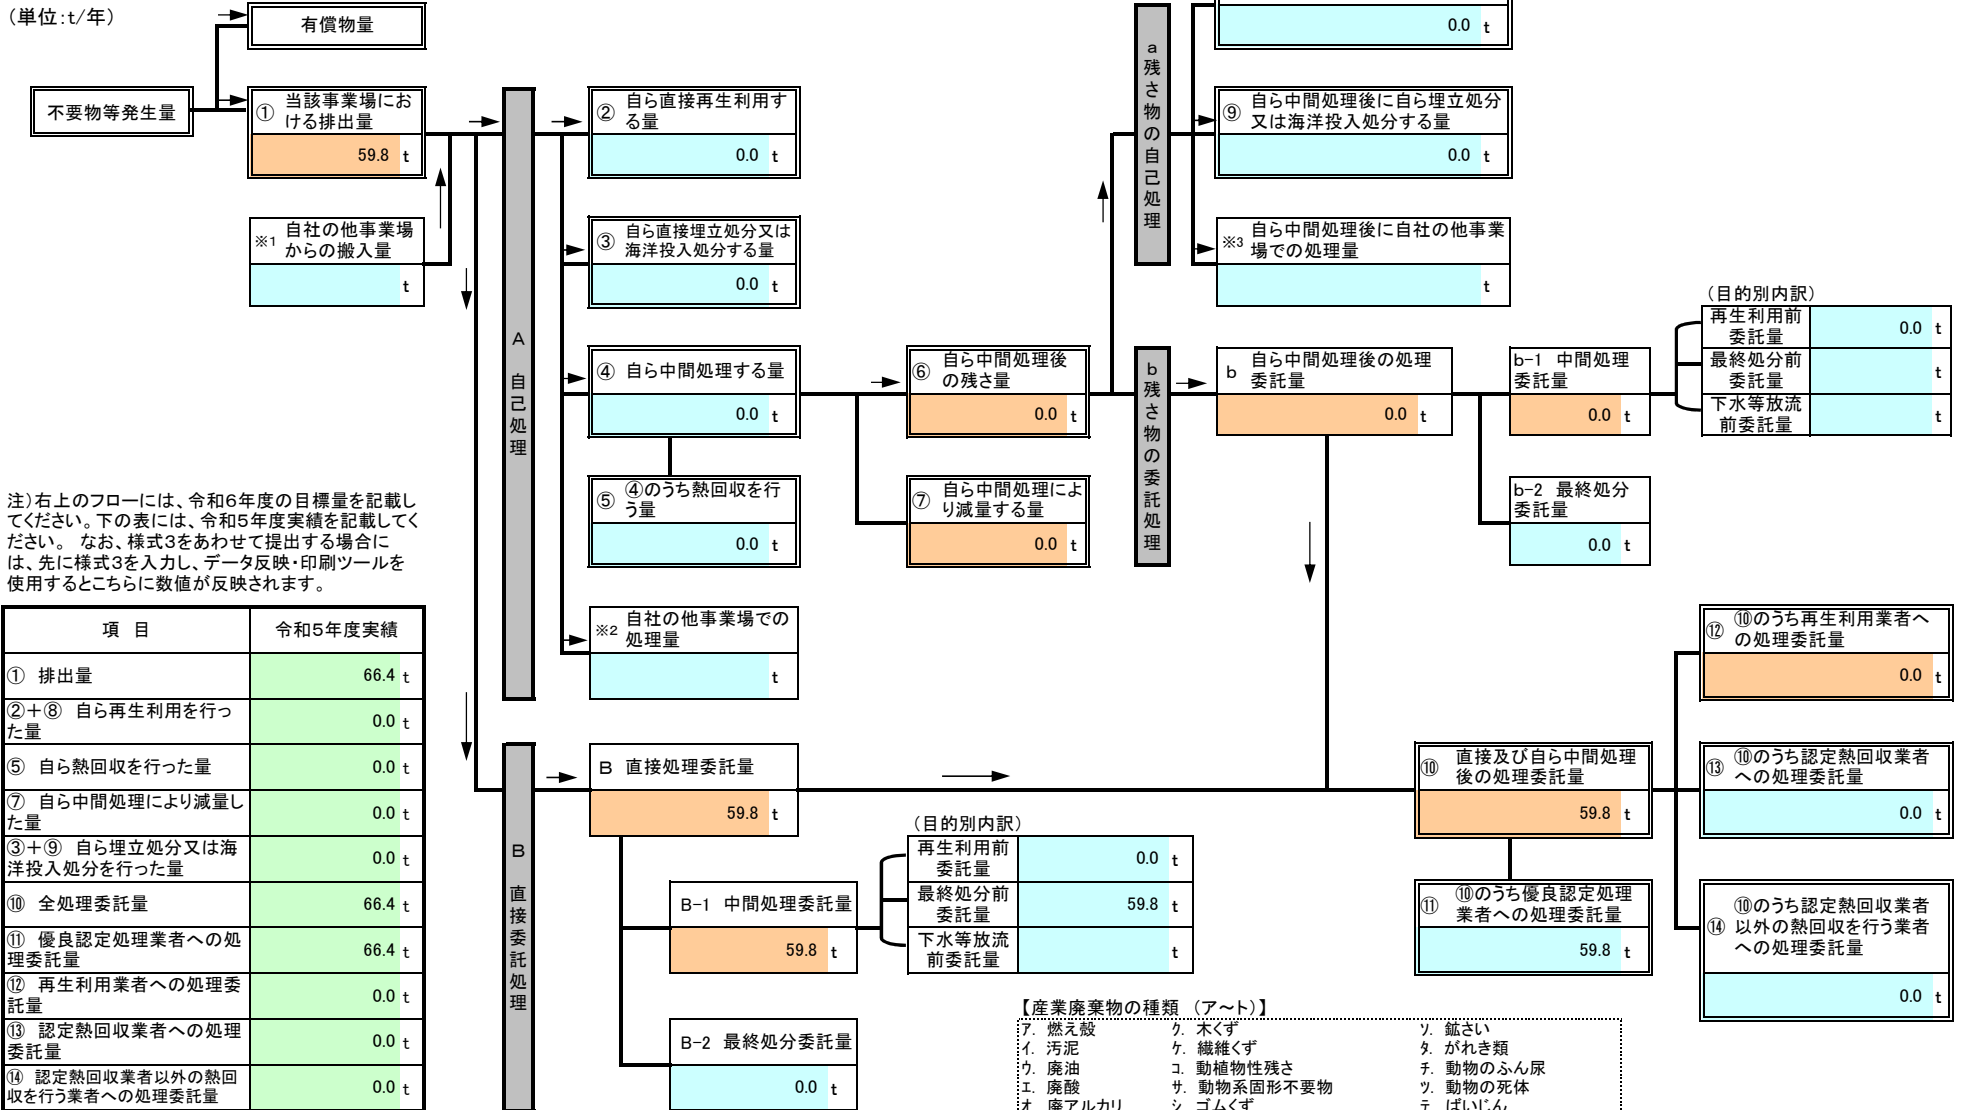 （単位：t/年）
有償物量
不要物等発生量
① 当該事業場にお
ける排出量
59.8 t
※1 自社の他事業場
からの搬入量
t
A 自己処理
② 自ら直接再生利用す
る量
0.0 t
③ 自ら直接埋立処分又は
海洋投入処分する量
0.0 t
④ 自ら中間処理する量
0.0 t
⑤ ④のうち熱回収を行
う量
0.0 t
※2 自社の他事業場での
処理量
t
⑥ 自ら中間処理後
の残さ量
0.0 t
⑦ 自ら中間処理によ
り減量する量
0.0 t
a 残さ物の自己処理
0.0 t
⑨ 自ら中間処理後に自ら埋立処分
又は海洋投入処分する量
0.0 t
※3 自ら中間処理後に自社の他事業
場での処理量
t
b 残さ物の委託処理
b 自ら中間処理後の処理
委託量
0.0 t
b-1 中間処理
委託量
0.0 t
（目的別内訳）
再生利用前
委託量
0.0 t
最終処分前
委託量
t
下水等放流
前委託量
t
b-2 最終処分
委託量
0.0 t
注）右上のフローには、令和６年度の目標量を記載し
てください。下の表には、令和５年度実績を記載してく
ださい。 なお、様式３をあわせて提出する場合に
は、先に様式３を入力し、データ反映・印刷ツールを
使用するとこちらに数値が反映されます。
項 目 令和５年度実績
① 排出量 66.4 t
②＋⑧ 自ら再生利用を行っ
た量 0.0 t
⑤ 自ら熱回収を行った量 0.0 t
⑦ 自ら中間処理により減量し
た量 0.0 t
③＋⑨ 自ら埋立処分又は海
洋投入処分を行った量 0.0 t
⑩ 全処理委託量 66.4 t
⑪ 優良認定処理業者への処
理委託量 66.4 t
⑫ 再生利用業者への処理委
託量 0.0 t
⑬ 認定熱回収業者への処理
委託量 0.0 t
⑭ 認定熱回収業者以外の熱回
収を行う業者への処理委託量 0.0 t
B 直接委託処理
B 直接処理委託量
59.8 t
B-1 中間処理委託量
59.8 t
（目的別内訳）
再生利用前
委託量
0.0 t
最終処分前
委託量
59.8 t
下水等放流
前委託量
t
B-2 最終処分委託量
0.0 t
⑩ 直接及び自ら中間処理
後の処理委託量
59.8 t
⑪ ⑩のうち優良認定処理
業者への処理委託量
59.8 t
⑫ ⑩のうち再生利用業者へ
の処理委託量
0.0 t
⑬ ⑩のうち認定熱回収業者
への処理委託量
0.0 t
⑭ ⑩のうち認定熱回収業者
以外の熱回収を行う業者
への処理委託量
0.0 t
【産業廃棄物の種類 （ア～ト）】
ア. 燃え殻 ク. 木くず ソ. 鉱さい
イ. 汚泥 ケ. 繊維くず タ. がれき類
ウ. 廃油 コ. 動植物性残さ チ. 動物のふん尿
エ. 廃酸 サ. 動物系固形不要物 ツ. 動物の死体
オ. 廃アルカリ シ. ゴムくず テ. ばいじん